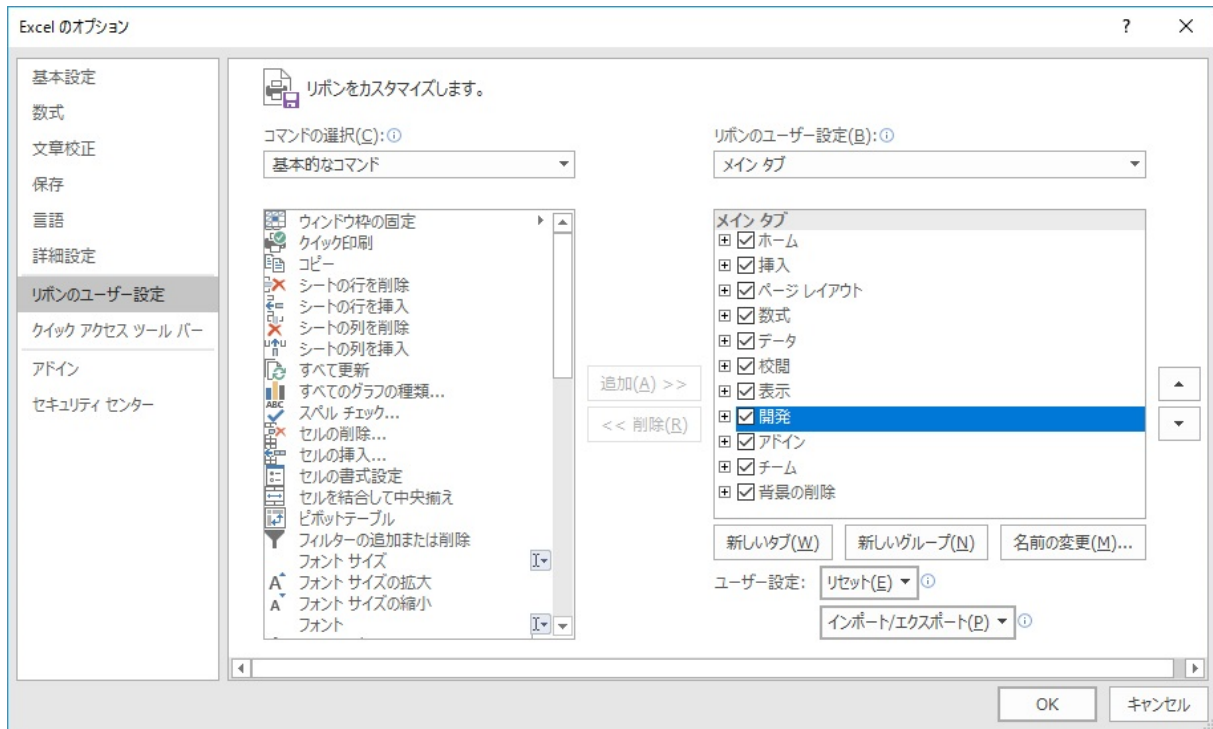 Excel のオプション
?
基本設定
数式
文章校正
保存
言語
詳細設定
リボンのユーザー設定
クイック アクセス ツール バー
アドイン
セキュリティ センター
リボンをカスタマイズします。
コマンドの選択(C):
基本的なコマンド
ウィンドウ枠の固定
クイック印刷
コピー
シートの行を削除
シートの行を挿入
シートの列を削除
シートの列を挿入
すべて更新
すべてのグラフの種類...
スペル チェック...
セルの削除...
セルの挿入...
セルの書式設定
セルを結合して中央揃え
ピボットテーブル
フィルターの追加または削除
フォント サイズ
フォント サイズの拡大
フォント サイズの縮小
フォント
追加(A) >>
<< 削除(R)
リボンのユーザー設定(B):
メイン タブ
メイン タブ
ホーム
挿入
ページ レイアウト
数式
データ
校閲
表示
開発
アドイン
チーム
背景の削除
新しいタブ(W)
新しいグループ(N)
名前の変更(M)...
ユーザー設定:
リセット(E)
インポート/エクスポート(P)
OK
キャンセル